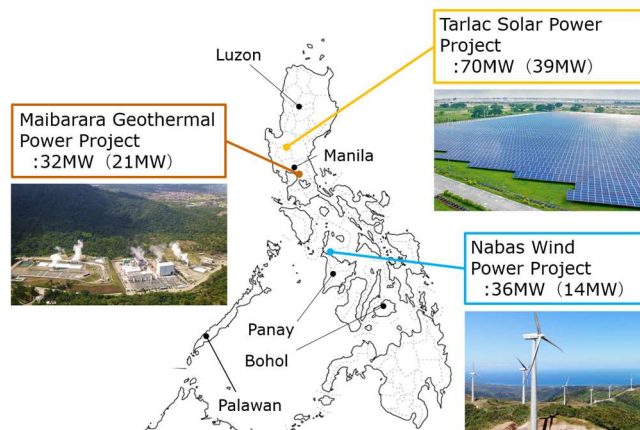 Tarlac Solar Power
Project
:70MW（39MW）
Luzon
Maibarara Geothermal
Power Project
:32MW（21MW）
Manila
Nabas Wind
Power Project
:36MW（14MW）
Panay
Bohol
Palawan